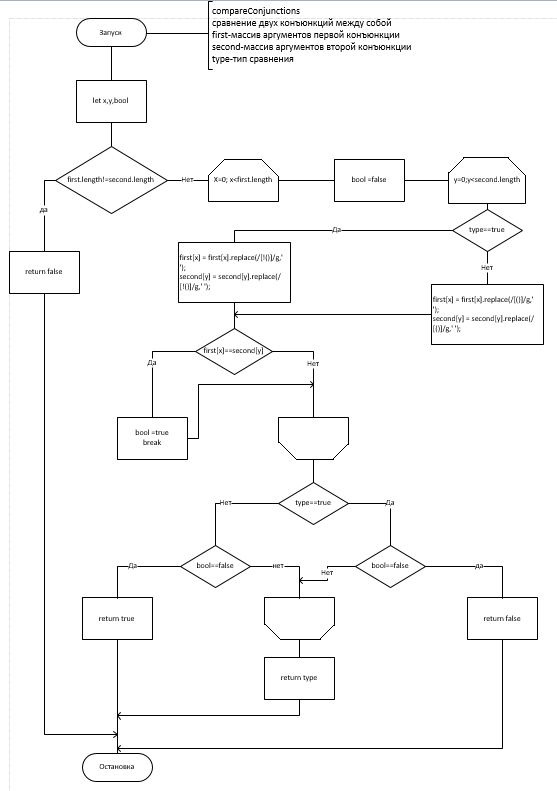 compareConjunctions
сравнение двух конъюнкций между собой
first-массив аргументов первой конъюнкции
second-массив аргументов второй конъюнкции
type-тип сравнения
Запуск
let x,y,bool
first.length!=second.length
Нет
X=0; x<first.length
bool =false
y=0;y<second.length
да
type==true
Да
Нет
return false
first[x] = first[x].replace(/[!()]/g,'
');
second[y] = second[y].replace(/
[!()]/g,' ');
first[x] = first[x].replace(/[()]/g,'
');
second[y] = second[y].replace(/
[()]/g,' ');
first[x]==second[y]
Да
Нет
bool =true
break
type==true
Нет
Да
bool==false
Да
нет
Нет
bool==false
да
return true
return false
return type
Остановка